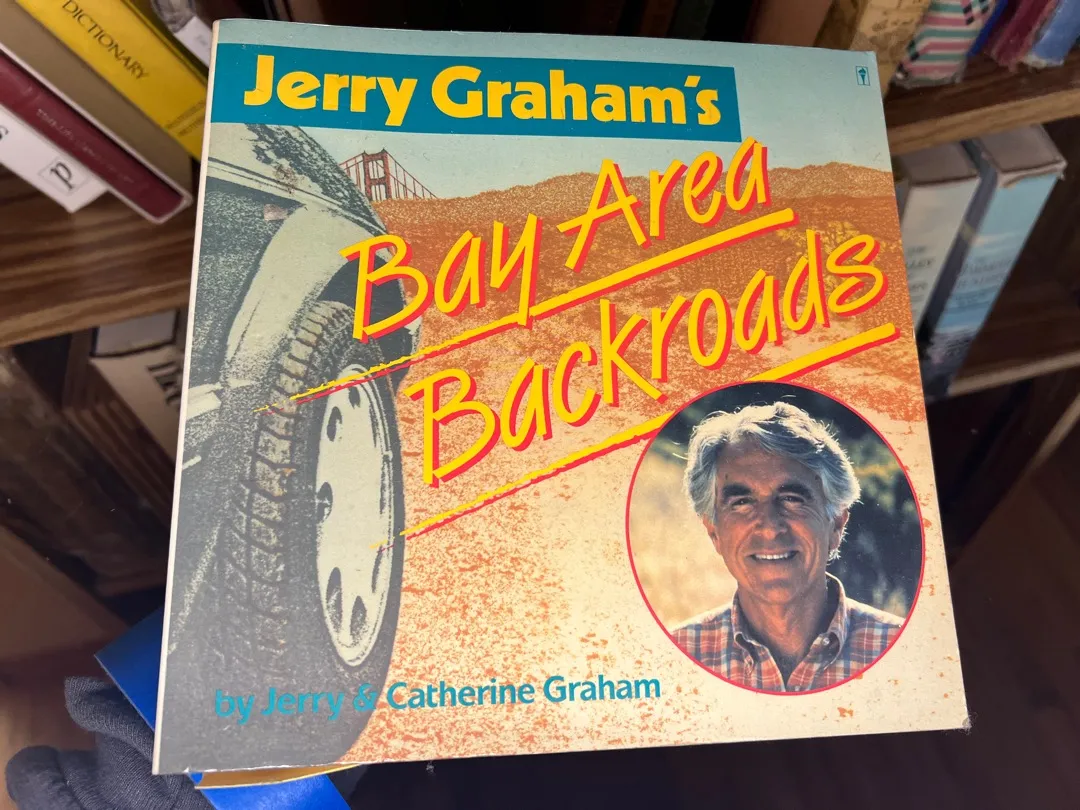 DICTIONARY
Jerry Graham's
Bay Area
Backroads
by Jerry & Catherine Graham